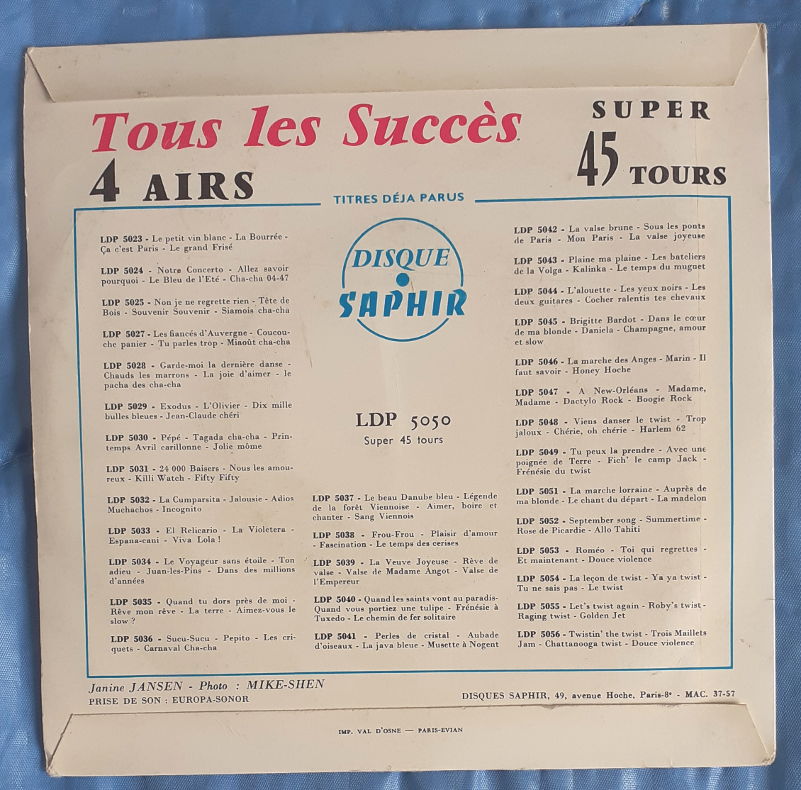 Tous les Succès
4 AIRS
SUPER
45 TOURS
TITRES DÉJA PARUS
LDP 5023 - Le petit vin blanc - La Bourrée -
Ça c'est Paris - Le grand Frisé
LDP 5024 - Notre Concerto - Allez savoir
pourquoi - Le Bleu de l'Eté - Cha-cha 04-47
LDP 5025 - Non je ne regrette rien - Tête de
Bois - Souvenir Souvenir - Siamois cha-cha
LDP 5027 - Les fiancés d'Auvergne - Coucou-
che panier - Tu parles trop - Miaoût cha-cha
LDP 5028 - Garde-moi la dernière danse -
Chauds les marrons - La joie d'aimer - le
pacha des cha-cha
LDP 5029 - Exodus - L'Olivier - Dix mille
bulles bleues - Jean-Claude chéri
LDP 5030 - Pépé - Tagada cha-cha - Prin-
temps Avril carillonne - Jolie môme
LDP 5031 - 24 000 Baisers - Nous les amou-
reux - Killi Watch - Fifty Fifty
LDP 5032 - La Cumparsita - Jalousie - Adios
Muchachos - Incognito
LDP 5033 - El Relicario - La Violetera -
Espana-cani - Viva Lola !
LDP 5034 - Le Voyageur sans étoile - Ton
adieu - Juan-les-Pins - Dans des millions
d'années
LDP 5035 - Quand tu dors près de moi -
Rêve mon rêve - La terre - Aimez-vous le
slow ?
LDP 5036 - Sucu-Sucu - Pepito - Les cri-
quets - Carnaval Cha-cha
DISQUE
SAPHIR
LDP 5050
Super 45 tours
LDP 5037 - Le beau Danube bleu - Légende
de la forêt Viennoise - Aimer, boire et
chanter - Sang Viennois
LDP 5038 - Frou-Frou - Plaisir d'amour
- Fascination - Le temps des cerises
LDP 5039 - La Veuve Joyeuse - Rêve de
valse - Valse de Madame Angot - Valse de
l'Empereur
LDP 5040 - Quand les saints vont au paradis-
Quand vous portiez une tulipe - Frénésie à
Tuxedo - Le chemin de fer solitaire
LDP 5041 - Perles de cristal - Aubade
d'oiseaux - La java bleue - Musette à Nogent
LDP 5042 - La valse brune - Sous les ponts
de Paris - Mon Paris - La valse joyeuse
LDP 5043 - Plaine ma plaine - Les bateliers
de la Volga - Kalinka - Le temps du muguet
LDP 5044 - L'alouette - Les yeux noirs - Les
deux guitares - Cocher ralentis tes chevaux
LDP 5045 - Brigitte Bardot - Dans le cœur
de ma blonde - Daniela - Champagne, amour
et slow
LDP 5046 - La marche des Anges - Marin - Il
faut savoir - Honey Hoche
LDP 5047 - A New-Orléans - Madame,
Madame - Dactylo Rock - Boogie Rock
LDP 5048 - Viens danser le twist - Trop
jaloux - Chérie, oh chérie - Harlem 62
LDP 5049 - Tu peux la prendre - Avec une
poignée de Terre - Fich' le camp Jack -
Frénésie du twist
LDP 5051 - La marche lorraine - Auprès de
ma blonde - Le chant du départ - La madelon
LDP 5052 - September song - Summertime -
Rose de Picardie - Allo Tahiti
LDP 5053 - Roméo - Toi qui regrettes -
Et maintenant - Douce violence
LDP 5054 - La leçon de twist - Ya ya twist -
Tu ne sais pas - Le twist
LDP 5055 - Let's twist again - Roby's twist -
Raging twist - Golden Jet
LDP 5056 - Twistin' the twist - Trois Maillets
Jam - Chattanooga twist - Douce violence
Janine JANSEN - Photo : MIKE-SHEN
PRISE DE SON : EUROPA-SONOR
DISQUES SAPHIR, 49, avenue Hoche, Paris-8e - MAC. 37-57
IMP. VAL D'OSNE — PARIS-EVIAN